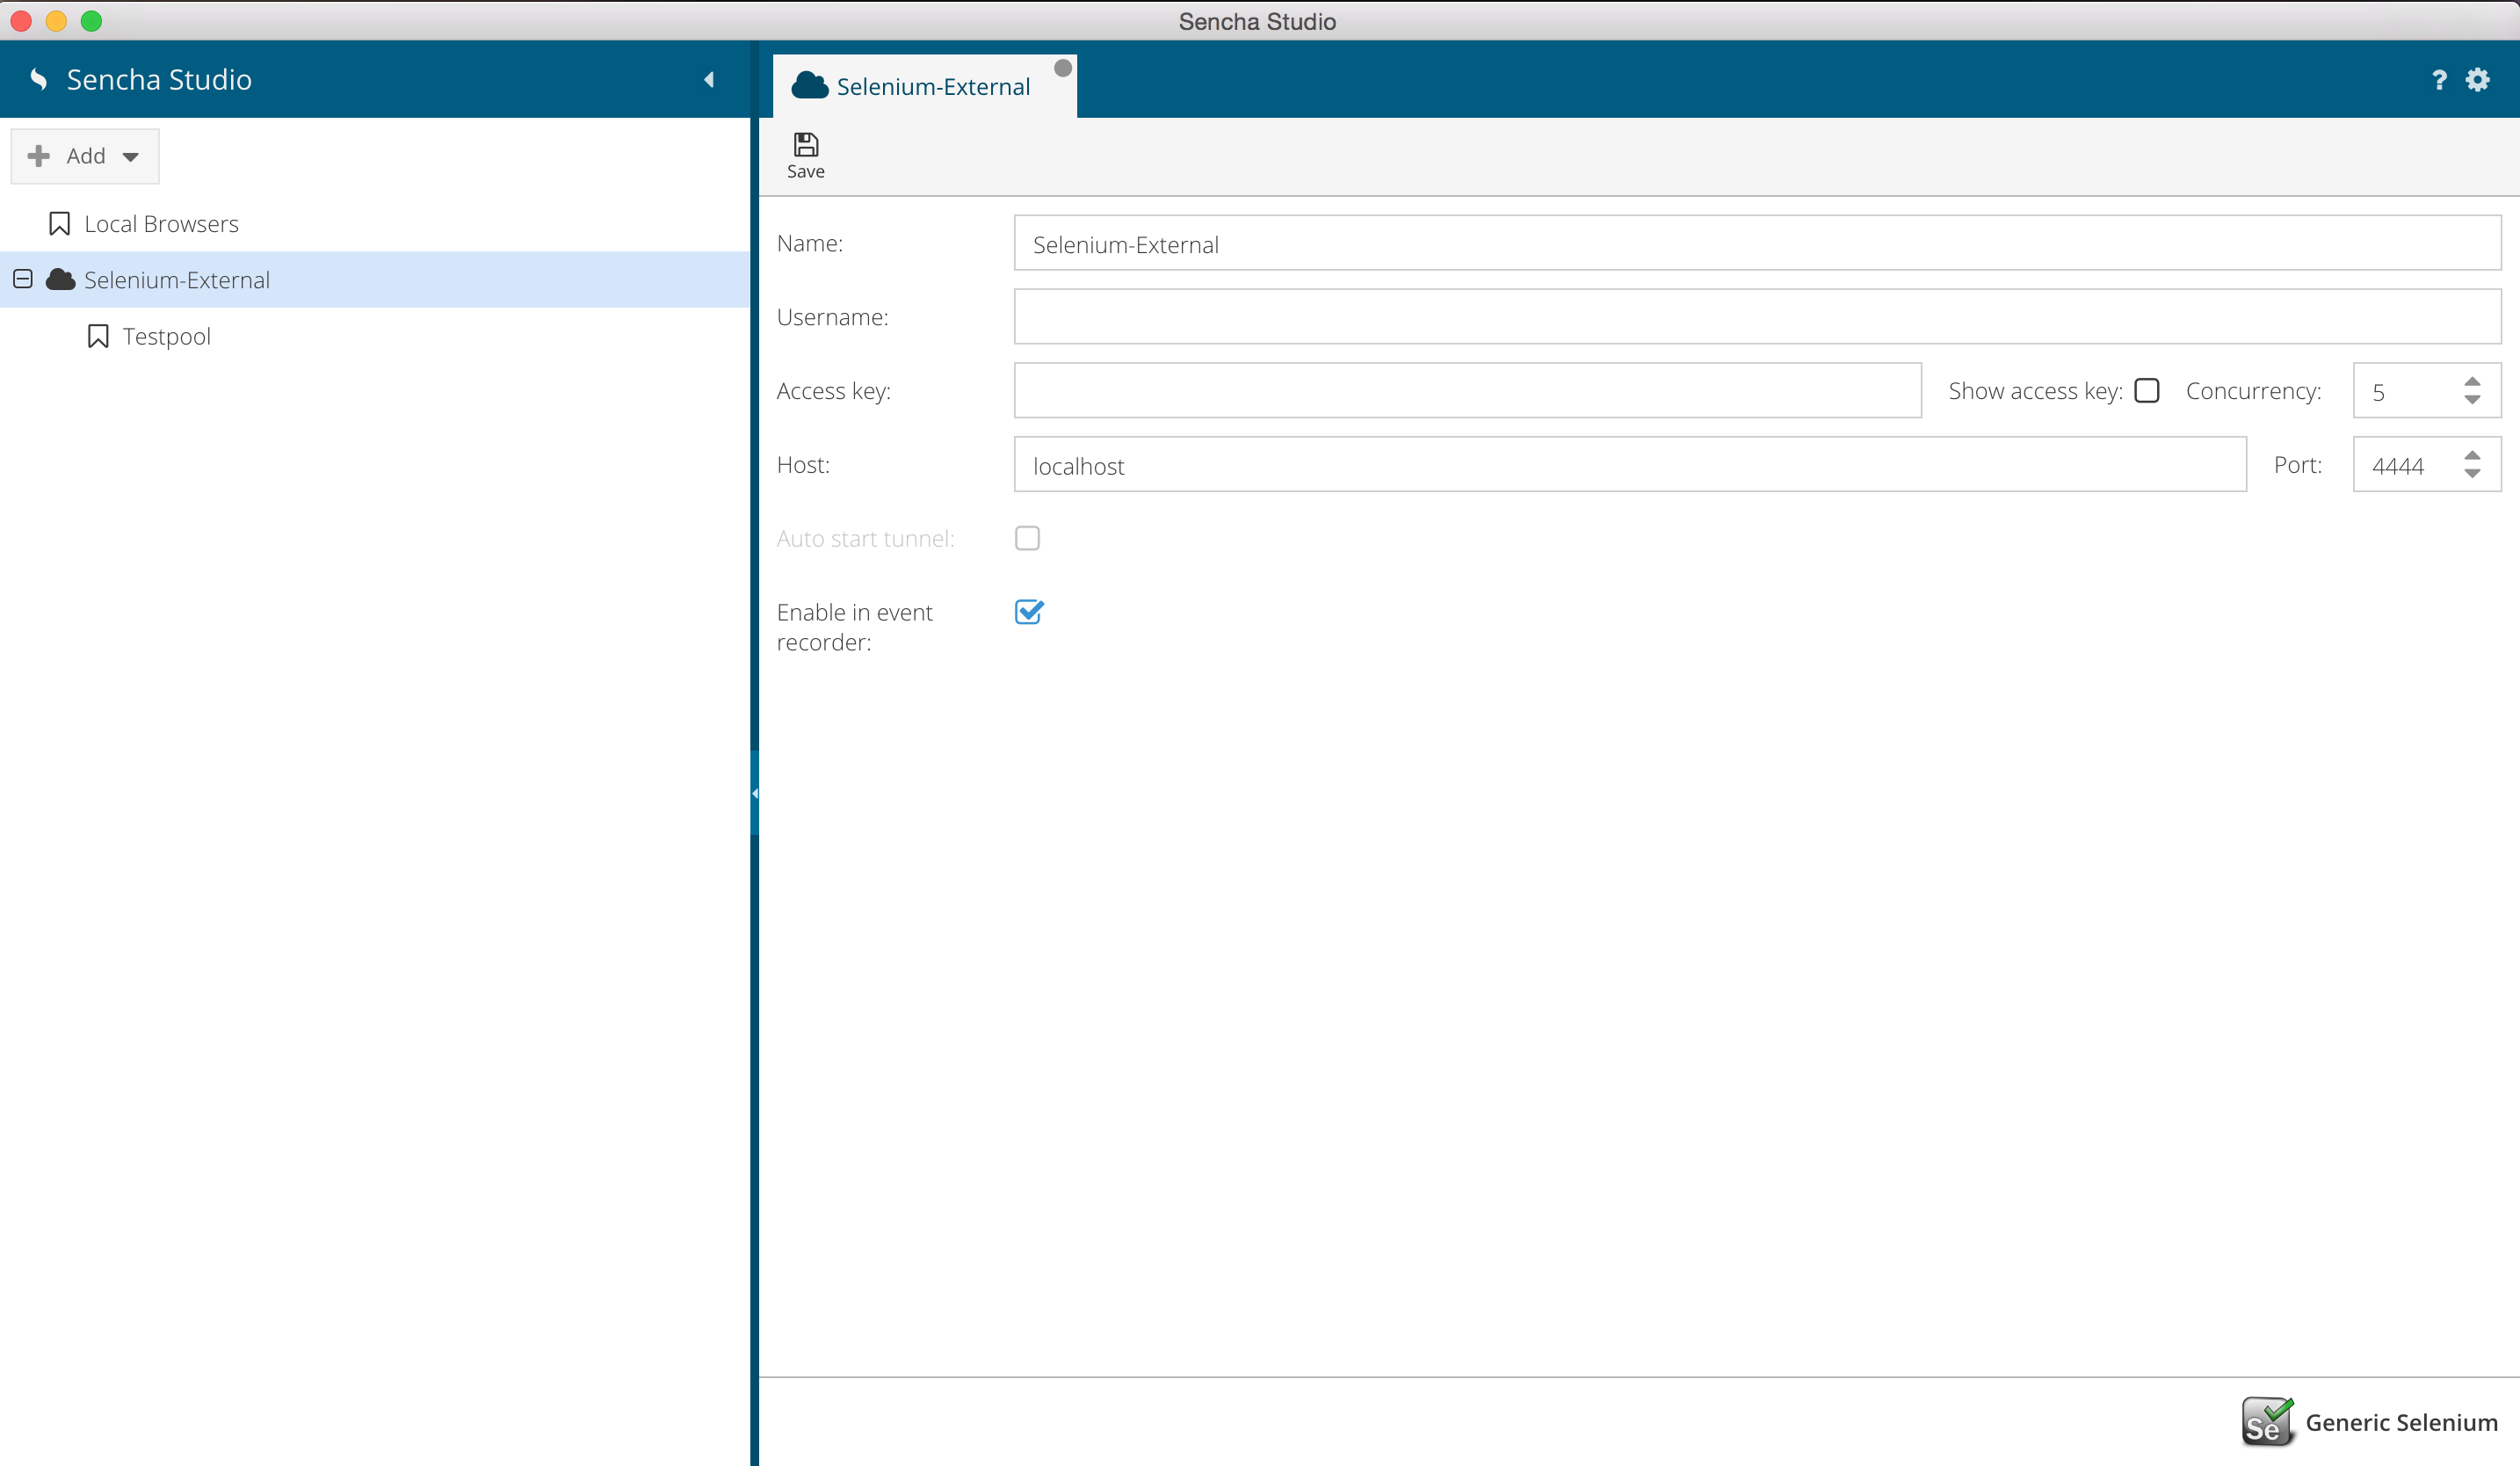 Sencha Studio
Sencha Studio
Selenium-External
?
Add
Save
Local Browsers
Selenium-External
Testpool
Name: Selenium-External
Username:
Access key: Show access key: Concurrency: 5
Host: localhost Port: 4444
Auto start tunnel:
Enable in event
recorder:
Se Generic Selenium